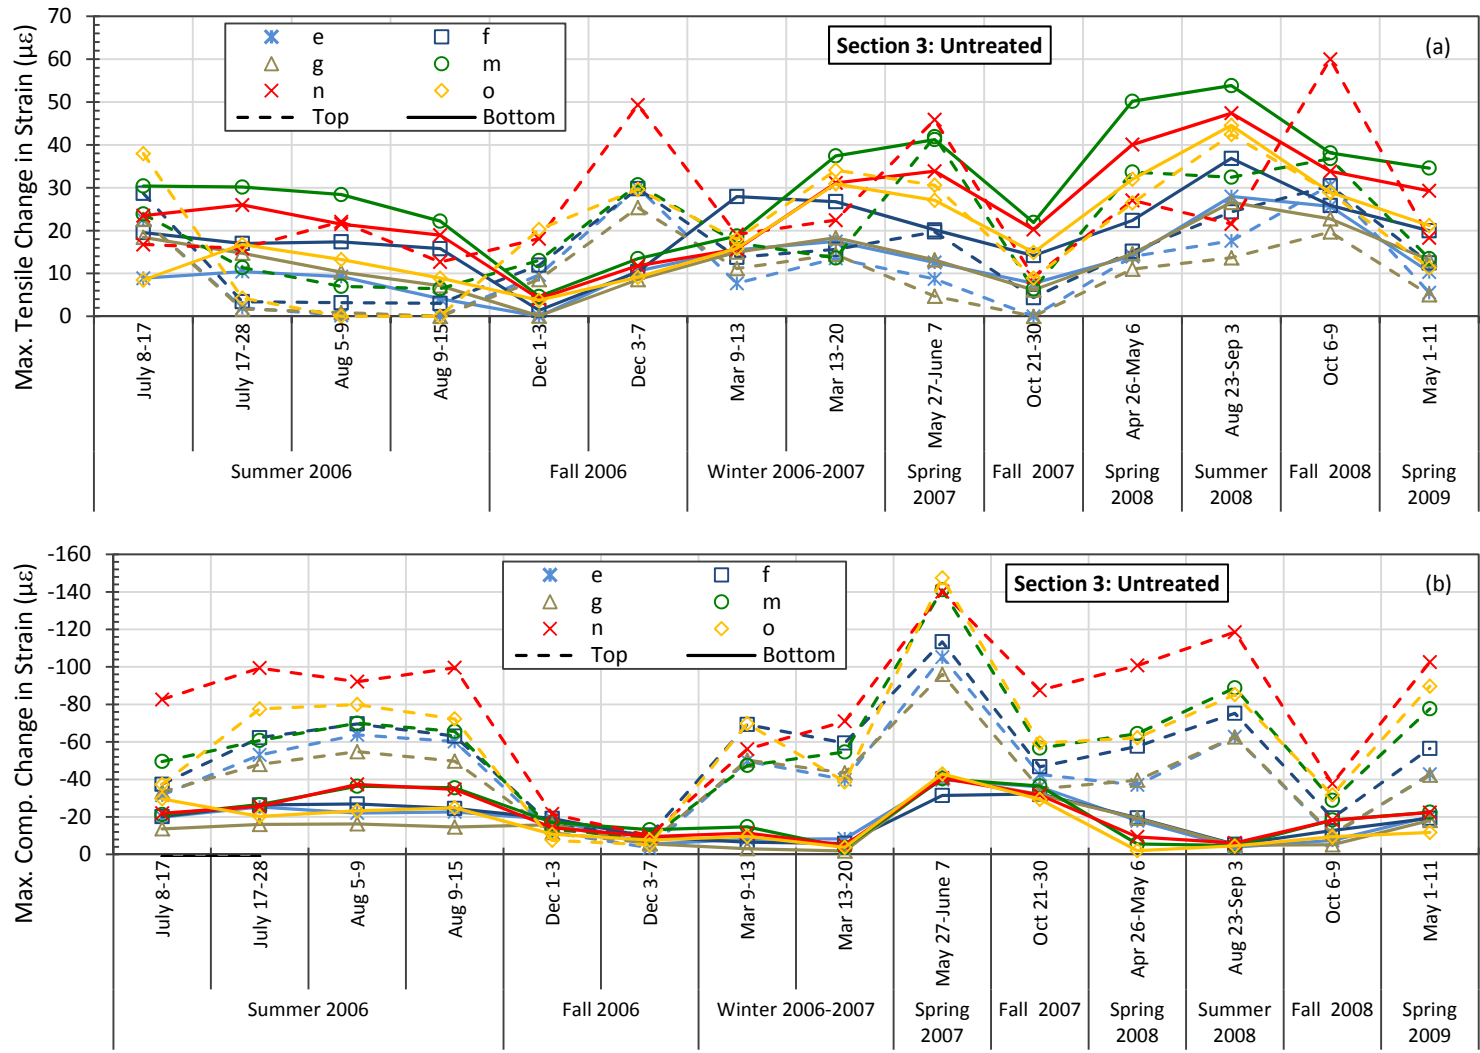 Max. Tensile Change in Strain (με)
70
60
50
40
30
20
10
0
e f
g m
n o
Top Bottom
Section 3: Untreated
(a)
July 8-17
July 17-28
Aug 5-9
Aug 9-15
Dec 1-3
Dec 3-7
Mar 9-13
Mar 13-20
May 27-June 7
Oct 21-30
Apr 26-May 6
Aug 23-Sep 3
Oct 6-9
May 1-11
Summer 2006
Fall 2006
Winter 2006-2007
Spring 2007
Fall 2007
Spring 2008
Summer 2008
Fall 2008
Spring 2009
Max. Comp. Change in Strain (με)
-160
-140
-120
-100
-80
-60
-40
-20
0
e f
g m
n o
Top Bottom
Section 3: Untreated
(b)
July 8-17
July 17-28
Aug 5-9
Aug 9-15
Dec 1-3
Dec 3-7
Mar 9-13
Mar 13-20
May 27-June 7
Oct 21-30
Apr 26-May 6
Aug 23-Sep 3
Oct 6-9
May 1-11
Summer 2006
Fall 2006
Winter 2006-2007
Spring 2007
Fall 2007
Spring 2008
Summer 2008
Fall 2008
Spring 2009